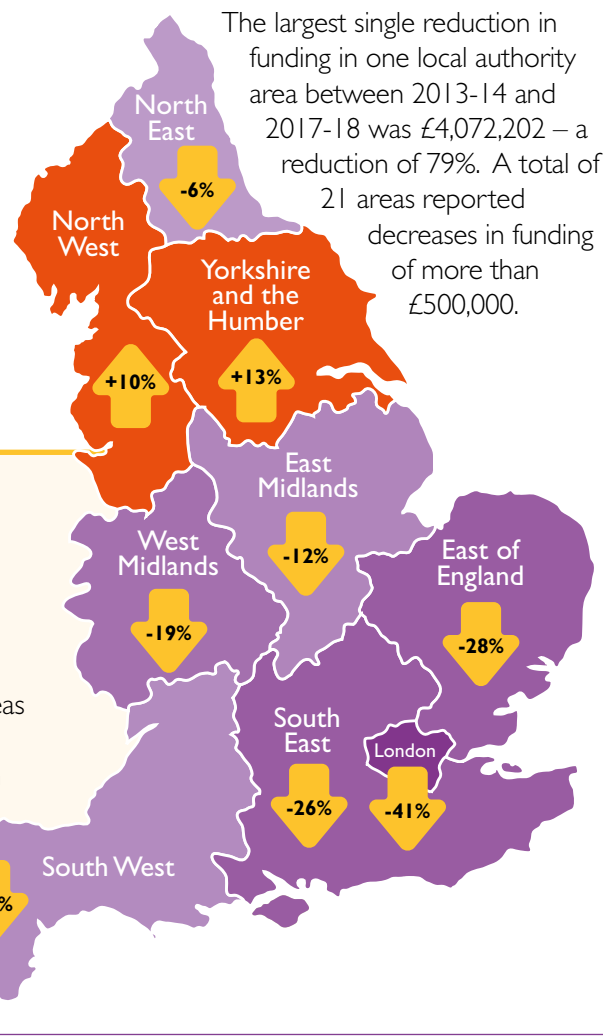 The largest single reduction in
funding in one local authority
area between 2013-14 and
2017-18 was £4,072,202 – a
reduction of 79%. A total of
21 areas reported
decreases in funding
of more than
£500,000.
North
East
-6%
North
West
+10%
Yorkshire
and the
Humber
+13%
East
Midlands
-12%
West
Midlands
-19%
East of
England
-28%
South
East
-26%
London
-41%
South West